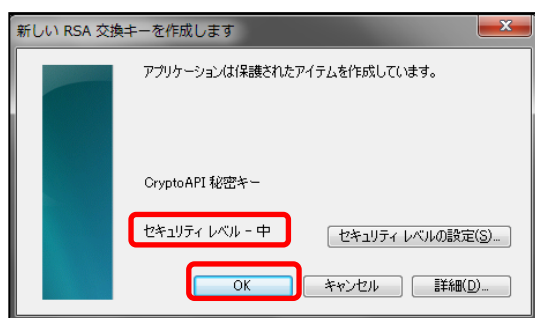 新しい RSA 交換キーを作成します
アプリケーションは保護されたアイテムを作成しています。
CryptoAPI 秘密キー
セキュリティ レベル - 中
セキュリティ レベルの設定(S)...
OK
キャンセル
詳細(D)...